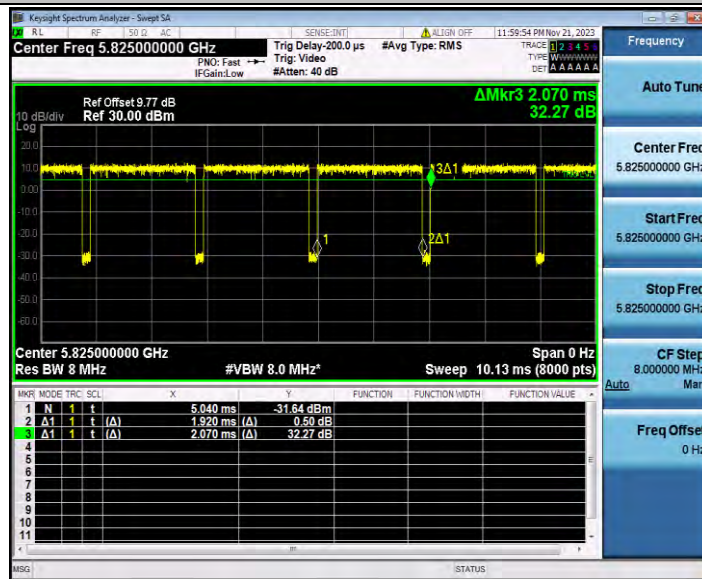 Keysight Spectrum Analyzer - Swept SA
RL RF 50 Ω AC SENSE:INT ALIGN OFF 11:59:54 PM Nov 21, 2023
Center Freq 5.825000000 GHz
PNO: Fast
IFGain:Low
Trig Delay-200.0 µs
Trig: Video
#Atten: 40 dB
#Avg Type: RMS
TRACE 1 2 3 4 5 6
TYPE W
DET A A A A A A
ΔMkr3 2.070 ms
32.27 dB
Ref Offset 9.77 dB
10 dB/div Ref 30.00 dBm
Log
20.0
10.0
0.00
-10.0
-20.0
-30.0
-40.0
-50.0
-60.0
3Δ1
1
2Δ1
Center 5.825000000 GHz Span 0 Hz
Res BW 8 MHz #VBW 8.0 MHz* Sweep 10.13 ms (8000 pts)
MKR MODE TRC SCL X Y FUNCTION FUNCTION WIDTH FUNCTION VALUE
1 N 1 t 5.040 ms -31.64 dBm
2 Δ1 1 t (Δ) 1.920 ms (Δ) 0.50 dB
3 Δ1 1 t (Δ) 2.070 ms (Δ) 32.27 dB
4
5
6
7
8
9
10
11
MSG STATUS
Frequency
Auto Tune
Center Freq
5.825000000 GHz
Start Freq
5.825000000 GHz
Stop Freq
5.825000000 GHz
CF Step
8.000000 MHz
Auto Man
Freq Offset
0 Hz